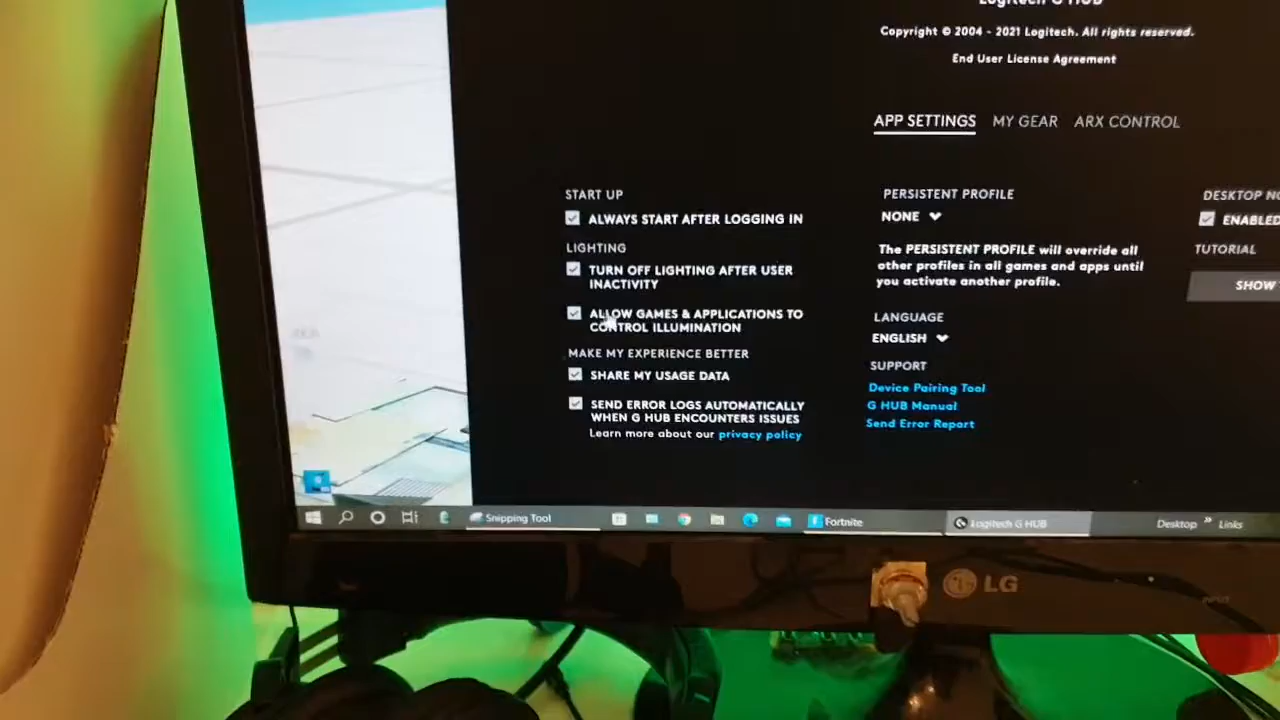 Logitech G HUB
Copyright © 2004 - 2021 Logitech. All rights reserved.
End User License Agreement
APP SETTINGS MY GEAR ARX CONTROL
START UP
ALWAYS START AFTER LOGGING IN
LIGHTING
TURN OFF LIGHTING AFTER USER
INACTIVITY
ALLOW GAMES & APPLICATIONS TO
CONTROL ILLUMINATION
MAKE MY EXPERIENCE BETTER
SHARE MY USAGE DATA
SEND ERROR LOGS AUTOMATICALLY
WHEN G HUB ENCOUNTERS ISSUES
Learn more about our privacy policy
PERSISTENT PROFILE
NONE
The PERSISTENT PROFILE will override all
other profiles in all games and apps until
you activate another profile.
LANGUAGE
ENGLISH
SUPPORT
Device Pairing Tool
G HUB Manual
Send Error Report
DESKTOP
ENABLED
TUTORIAL
SHOW
Snipping Tool Fortnite Logitech G HUB Desktop Links
LG
INPUT